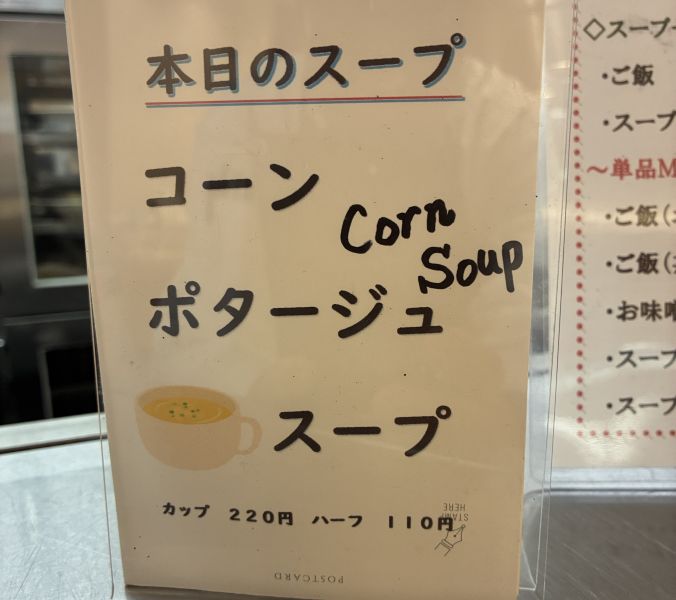 本日のスープ
コーン
Corn
Soup
ポタージュ
スープ
カップ 220円 ハーフ 110円
STAMP
HERE
POSTCARD
◇スープ
・ご飯
・スープ
〜単品M
・ご飯(
・ご飯(
・お味噌
・スープ
・スープ